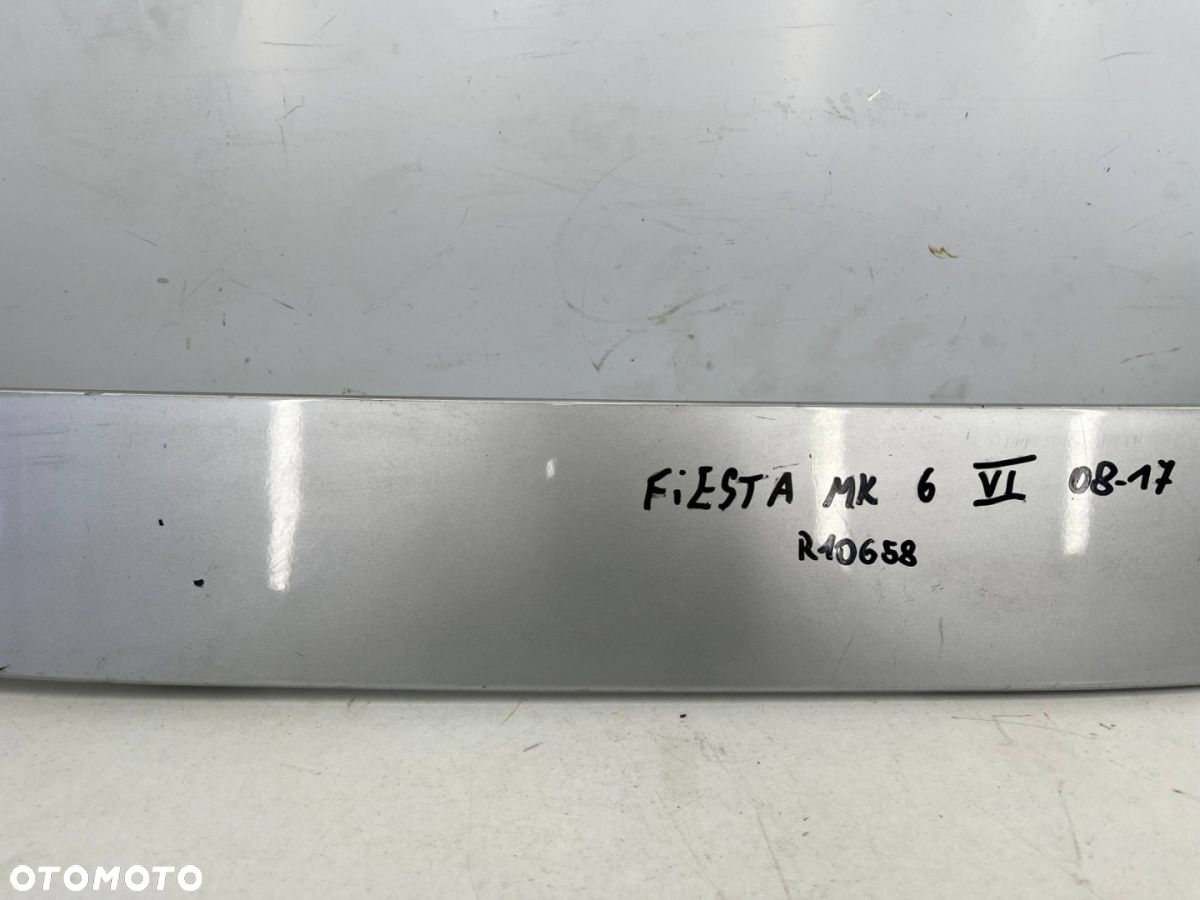 FiESTA MK 6 VI 08-17
R10658
OTOMOTO